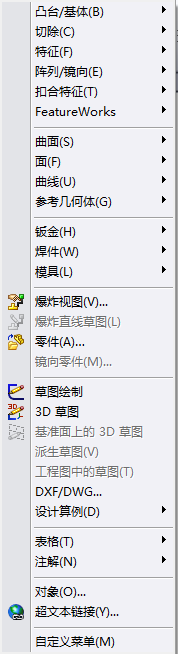 凸台/基体(B)
切除(C)
特征(F)
阵列/镜向(E)
扣合特征(T)
FeatureWorks
曲面(S)
面(F)
曲线(U)
参考几何体(G)
钣金(H)
焊件(W)
模具(L)
爆炸视图(V)...
爆炸直线草图(L)
零件(A)...
镜向零件(M)...
草图绘制
3D 草图
基准面上的 3D 草图
派生草图(V)
工程图中的草图(T)
DXF/DWG...
设计算例(D)
表格(T)
注解(N)
对象(O)...
超文本链接(Y)...
自定义菜单(M)